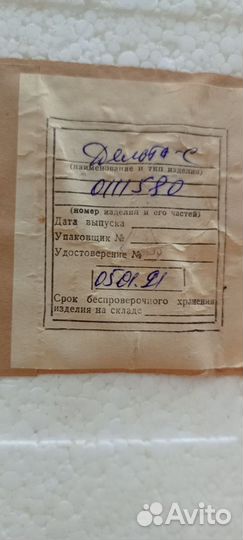 Дельта-С
(наименование и тип изделия)
0111580
(номер изделия и его частей)
Дата выпуска
Упаковщик №
Удостоверение №
05.01.91
Срок беспроверочного хранения
изделия на складе
Avito